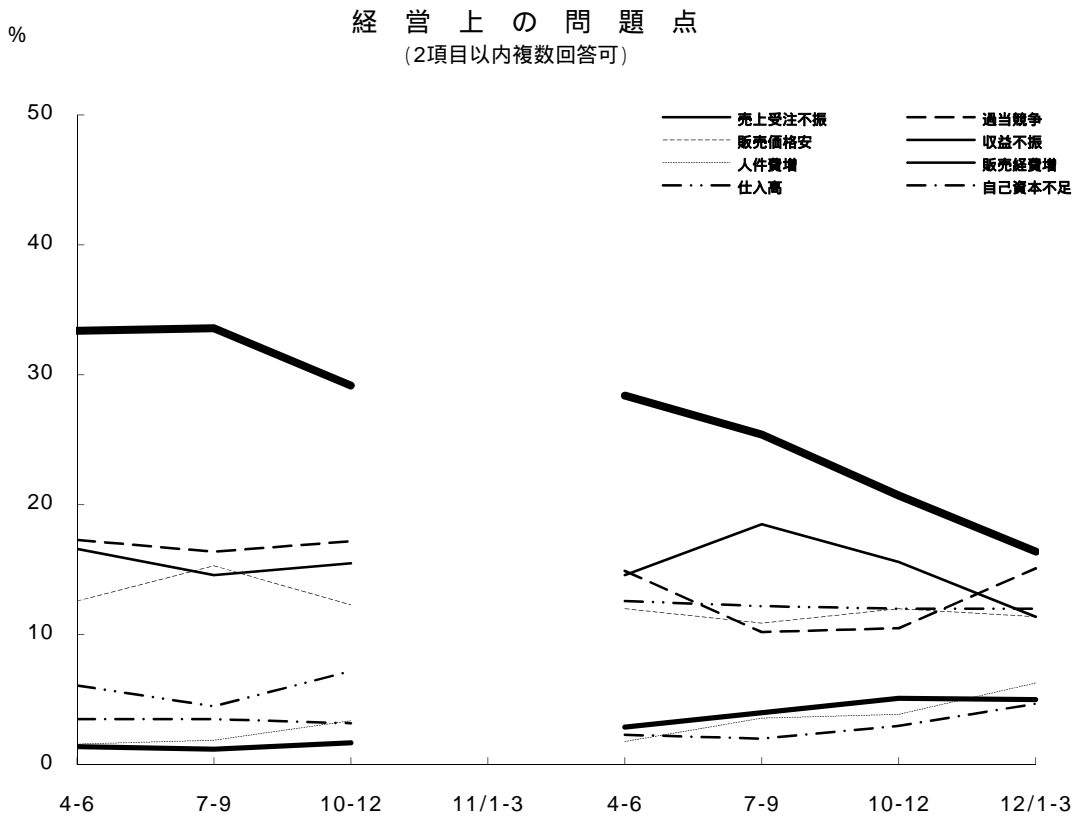 経 営 上 の 問 題 点
(2項目以内複数回答可)
%
50
40
30
20
10
0
売上受注不振
過当競争
販売価格安
収益不振
人件費増
販売経費増
仕入高
自己資本不足
4-6 7-9 10-12 11/1-3 4-6 7-9 10-12 12/1-3